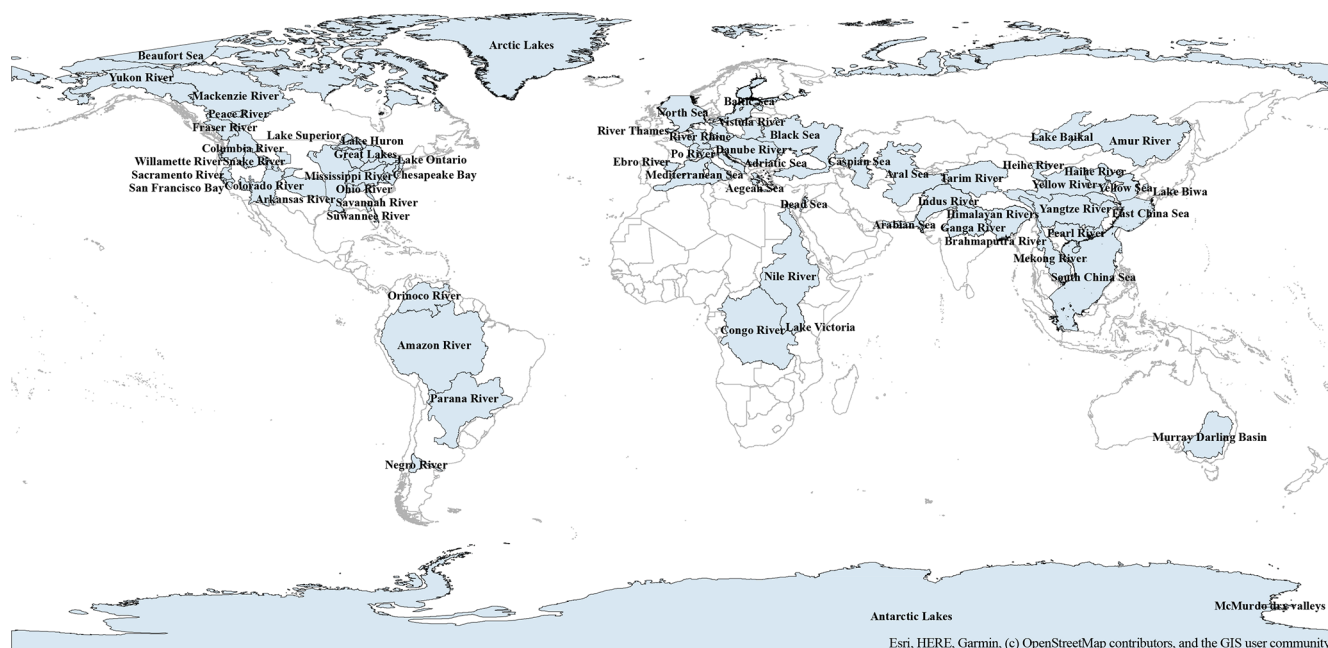 Arctic Lakes
Beaufort Sea
Yukon River
Mackenzie River
Peace River
Fraser River
Lake Superior
Lake Huron
Columbia River
Great Lakes
Lake Ontario
Willamette River
Snake River
Sacramento River
Mississippi River
Chesapeake Bay
San Francisco Bay
Colorado River
Ohio River
Arkansas River
Savannah River
Suwannee River
Orinoco River
Amazon River
Parana River
Negro River
Baltic Sea
North Sea
Vistula River
River Thames
River Rhine
Black Sea
Po River
Danube River
Ebro River
Adriatic Sea
Caspian Sea
Mediterranean Sea
Aegean Sea
Dead Sea
Aral Sea
Lake Baikal
Amur River
Heihe River
Haihe River
Tarim River
Yellow River
Yellow Sea
Lake Biwa
Indus River
Himalayan Rivers
Yangtze River
East China Sea
Arabian Sea
Ganga River
Pearl River
Brahmaputra River
Mekong River
South China Sea
Nile River
Congo River
Lake Victoria
Murray Darling Basin
McMurdo dry valleys
Antarctic Lakes
Esri, HERE, Garmin, (c) OpenStreetMap contributors, and the GIS user community